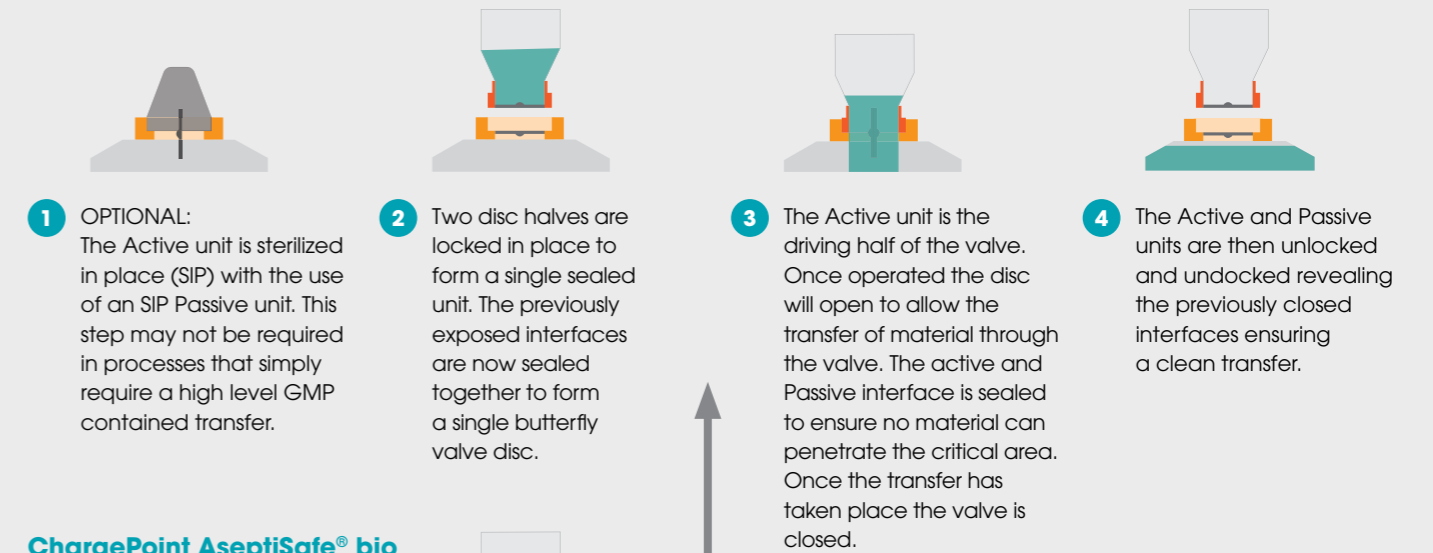 1
OPTIONAL:
The Active unit is sterilized
in place (SIP) with the use
of an SIP Passive unit. This
step may not be required
in processes that simply
require a high level GMP
contained transfer.
2
Two disc halves are
locked in place to
form a single sealed
unit. The previously
exposed interfaces
are now sealed
together to form
a single butterfly
valve disc.
3
The Active unit is the
driving half of the valve.
Once operated the disc
will open to allow the
transfer of material through
the valve. The active and
Passive interface is sealed
to ensure no material can
penetrate the critical area.
Once the transfer has
taken place the valve is
closed.
4
The Active and Passive
units are then unlocked
and undocked revealing
the previously closed
interfaces ensuring
a clean transfer.
ChargePoint AseptiSafe® bio